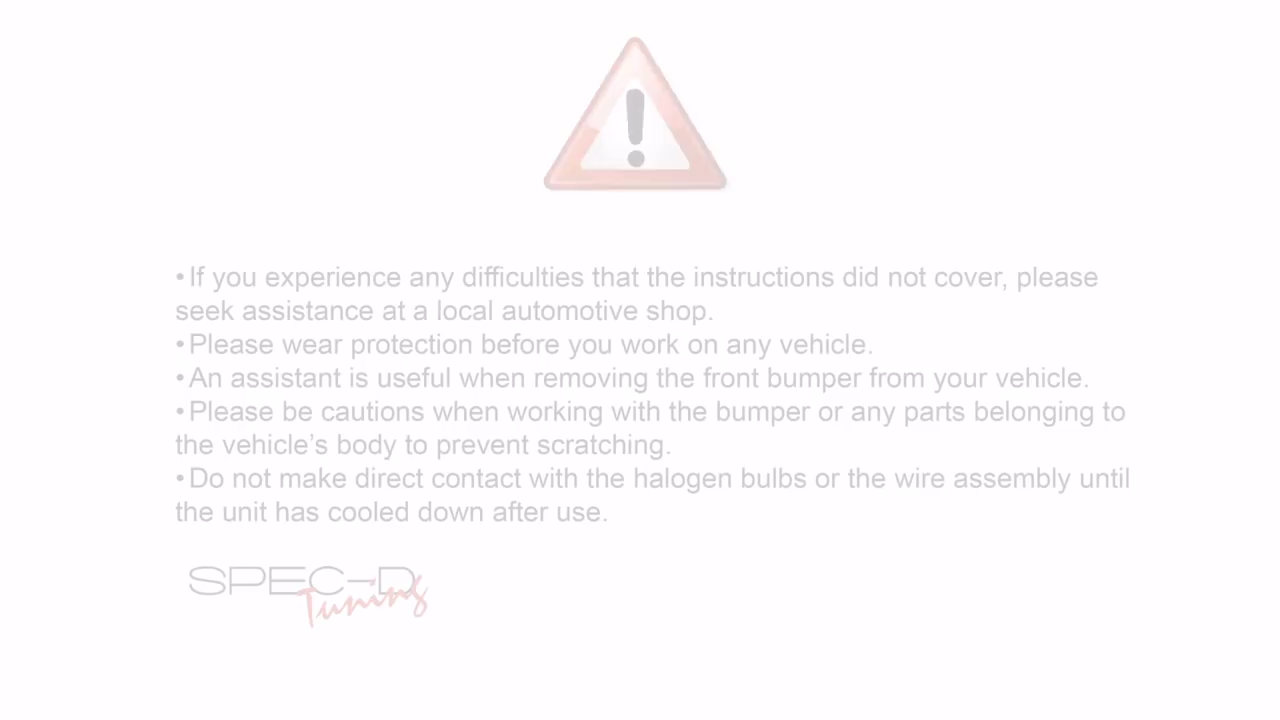 •If you experience any difficulties that the instructions did not cover, please
seek assistance at a local automotive shop.
•Please wear protection before you work on any vehicle.
•An assistant is useful when removing the front bumper from your vehicle.
•Please be cautions when working with the bumper or any parts belonging to
the vehicle’s body to prevent scratching.
•Do not make direct contact with the halogen bulbs or the wire assembly until
the unit has cooled down after use.
SPEC-D
Tuning